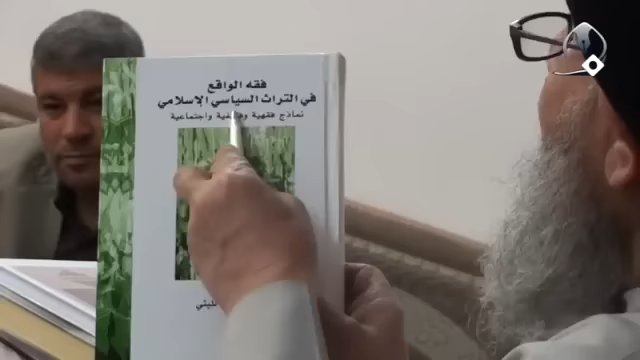 فقه الواقع
في التراث السياسي الإسلامي
نماذج فقهية واجتماعية